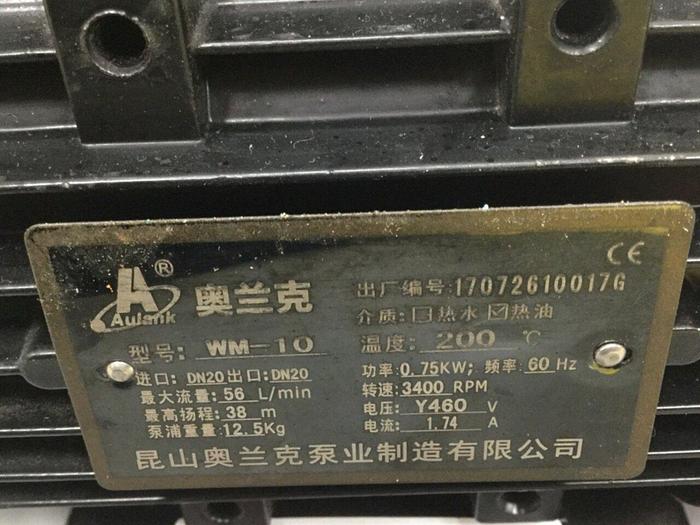 CE
® 奥兰克
Aulank
出厂编号:17072610017G
介质: 口热水 ☑热油
型号: WM-10
温度: 200 ℃
进口: DN20 出口: DN20
最大流量: 56 L/min
最高扬程: 38 m
泵浦重量: 12.5Kg
功率: 0.75KW; 频率: 60 Hz
转速: 3400 RPM
电压: Y460 V
电流: 1.74 A
昆山奥兰克泵业制造有限公司